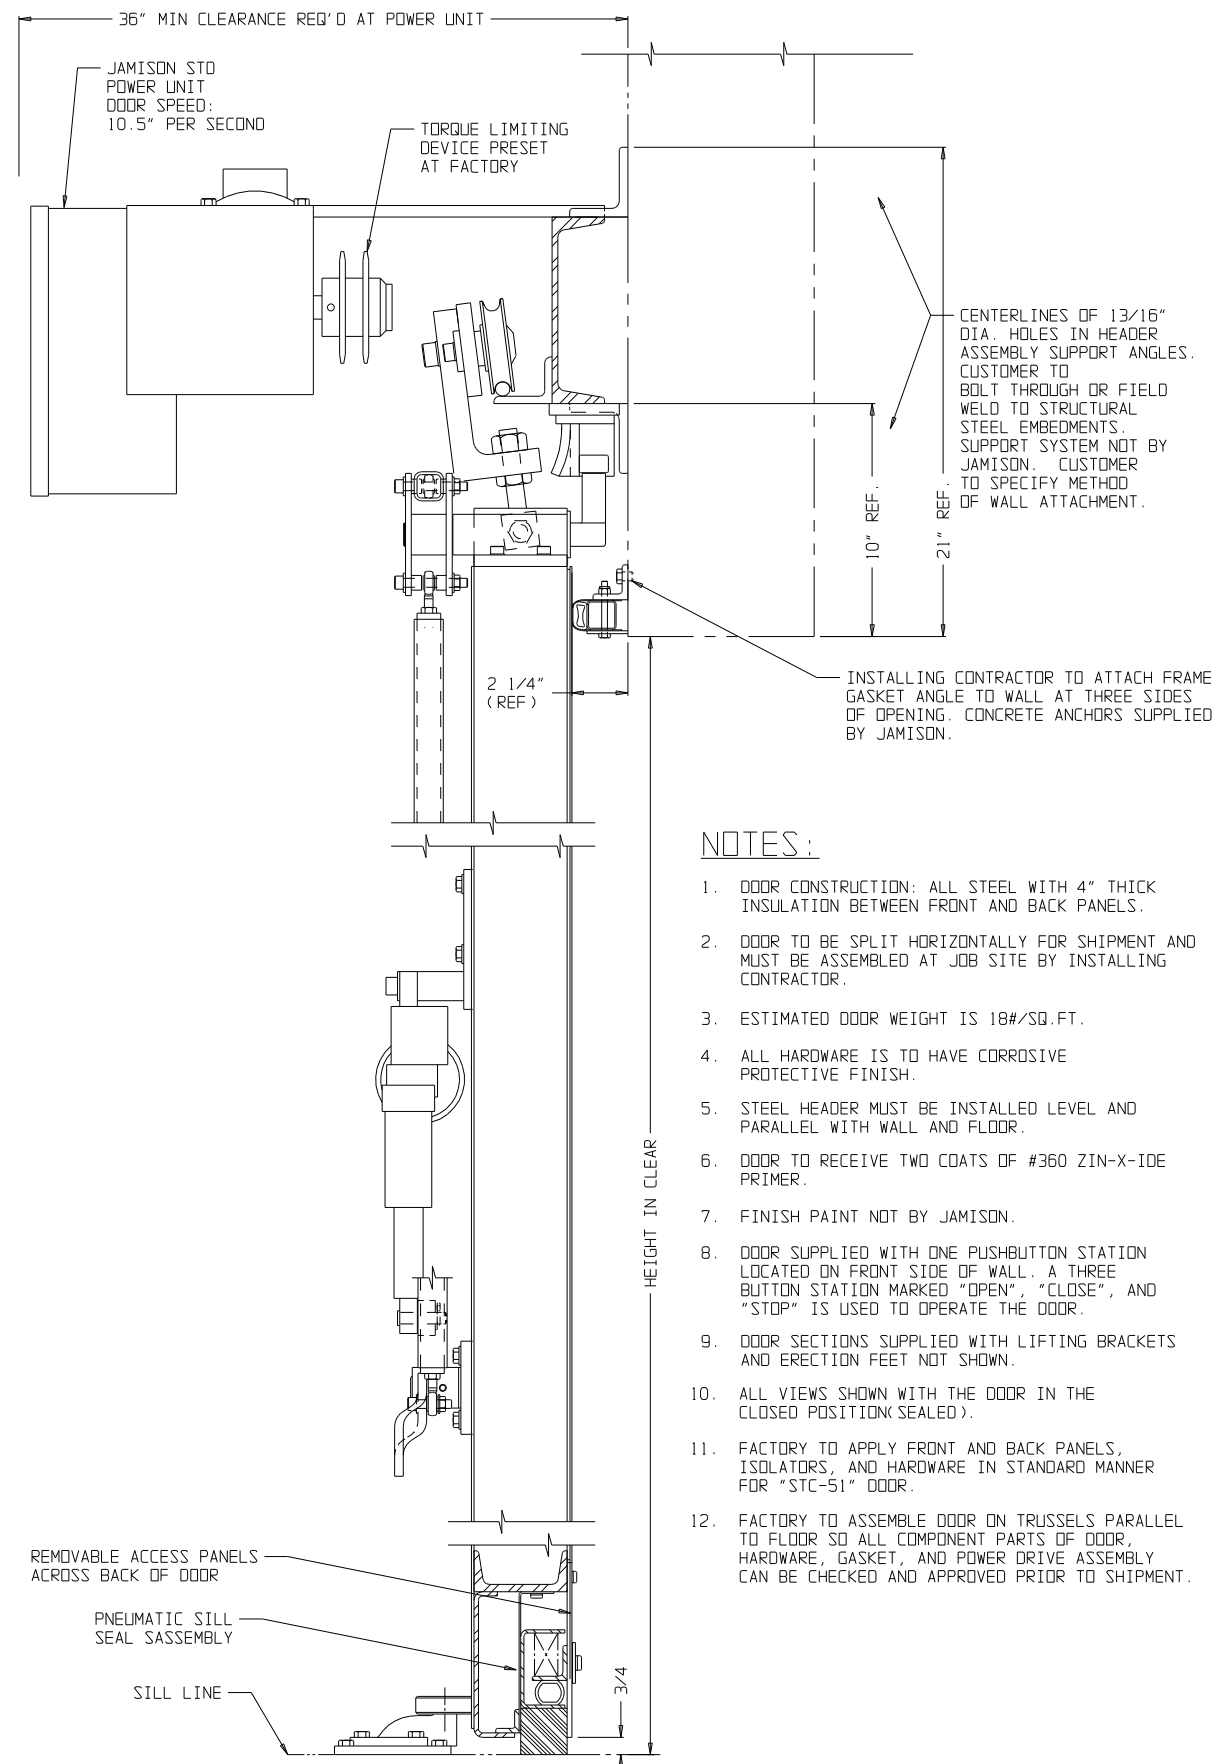 36" MIN CLEARANCE REQ'D AT POWER UNIT
JAMISON STD
POWER UNIT
DOOR SPEED:
10.5" PER SECOND
TORQUE LIMITING
DEVICE PRESET
AT FACTORY
CENTERLINES OF 13/16"
DIA. HOLES IN HEADER
ASSEMBLY SUPPORT ANGLES.
CUSTOMER TO
BOLT THROUGH OR FIELD
WELD TO STRUCTURAL
STEEL EMBEDMENTS.
SUPPORT SYSTEM NOT BY
JAMISON. CUSTOMER
TO SPECIFY METHOD
OF WALL ATTACHMENT.
10" REF.
21" REF.
2 1/4"
(REF)
INSTALLING CONTRACTOR TO ATTACH FRAME
GASKET ANGLE TO WALL AT THREE SIDES
OF OPENING. CONCRETE ANCHORS SUPPLIED
BY JAMISON.
NOTES:
1. DOOR CONSTRUCTION: ALL STEEL WITH 4" THICK
INSULATION BETWEEN FRONT AND BACK PANELS.
2. DOOR TO BE SPLIT HORIZONTALLY FOR SHIPMENT AND
MUST BE ASSEMBLED AT JOB SITE BY INSTALLING
CONTRACTOR.
3. ESTIMATED DOOR WEIGHT IS 18#/SQ.FT.
4. ALL HARDWARE IS TO HAVE CORROSIVE
PROTECTIVE FINISH.
5. STEEL HEADER MUST BE INSTALLED LEVEL AND
PARALLEL WITH WALL AND FLOOR.
6. DOOR TO RECEIVE TWO COATS OF #360 ZIN-X-IDE
PRIMER.
7. FINISH PAINT NOT BY JAMISON.
8. DOOR SUPPLIED WITH ONE PUSHBUTTON STATION
LOCATED ON FRONT SIDE OF WALL. A THREE
BUTTON STATION MARKED "OPEN", "CLOSE", AND
"STOP" IS USED TO OPERATE THE DOOR.
9. DOOR SECTIONS SUPPLIED WITH LIFTING BRACKETS
AND ERECTION FEET NOT SHOWN.
10. ALL VIEWS SHOWN WITH THE DOOR IN THE
CLOSED POSITION(SEALED).
11. FACTORY TO APPLY FRONT AND BACK PANELS,
ISOLATORS, AND HARDWARE IN STANDARD MANNER
FOR "STC-51" DOOR.
12. FACTORY TO ASSEMBLE DOOR ON TRUSSELS PARALLEL
TO FLOOR SO ALL COMPONENT PARTS OF DOOR,
HARDWARE, GASKET, AND POWER DRIVE ASSEMBLY
CAN BE CHECKED AND APPROVED PRIOR TO SHIPMENT.
HEIGHT IN CLEAR
REMOVABLE ACCESS PANELS
ACROSS BACK OF DOOR
PNEUMATIC SILL
SEAL SASSEMBLY
SILL LINE
3/4